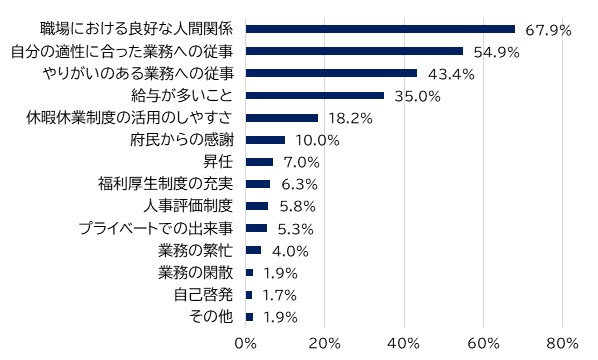 職場における良好な人間関係 67.9%
自分の適性に合った業務への従事 54.9%
やりがいのある業務への従事 43.4%
給与が多いこと 35.0%
休暇休業制度の活用のしやすさ 18.2%
府民からの感謝 10.0%
昇任 7.0%
福利厚生制度の充実 6.3%
人事評価制度 5.8%
プライベートでの出来事 5.3%
業務の繁忙 4.0%
業務の閑散 1.9%
自己啓発 1.7%
その他 1.9%
0% 20% 40% 60% 80%